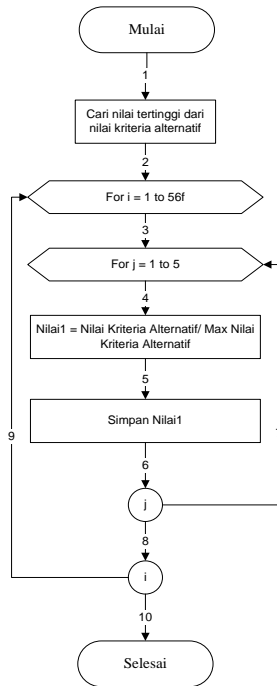 Mulai
1
Cari nilai tertinggi dari
nilai kriteria alternatif
2
For i = 1 to 56f
3
For j = 1 to 5
4
Nilai1 = Nilai Kriteria Alternatif/ Max Nilai
Kriteria Alternatif
5
Simpan Nilai1
9
6
j
8
i
10
Selesai